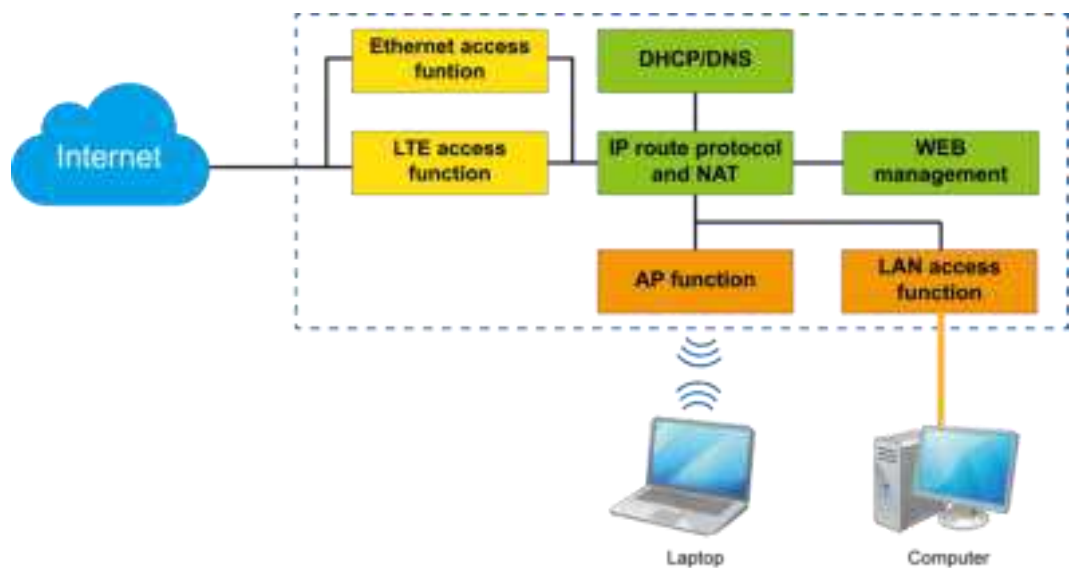 Ethernet access
funtion
DHCP/DNS
Internet
LTE access
function
IP route protocol
and NAT
WEB
management
AP function
LAN access
function
Laptop
Computer